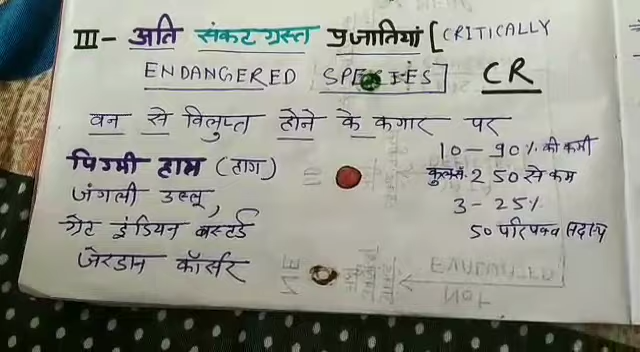 III- अति संकट ग्रस्त प्रजातियां [CRITICALLY
ENDANGERED SPECIES] CR
वन से विलुप्त होने के कगार पर
पिग्मी हाम (हाग)
जंगली उल्लू,
ग्रेट इंडियन बस्टर्ड
जेरडान कॉर्सर
10-90% की कमी
250 से कम
3-25%
50 परिपक्व सदस्य